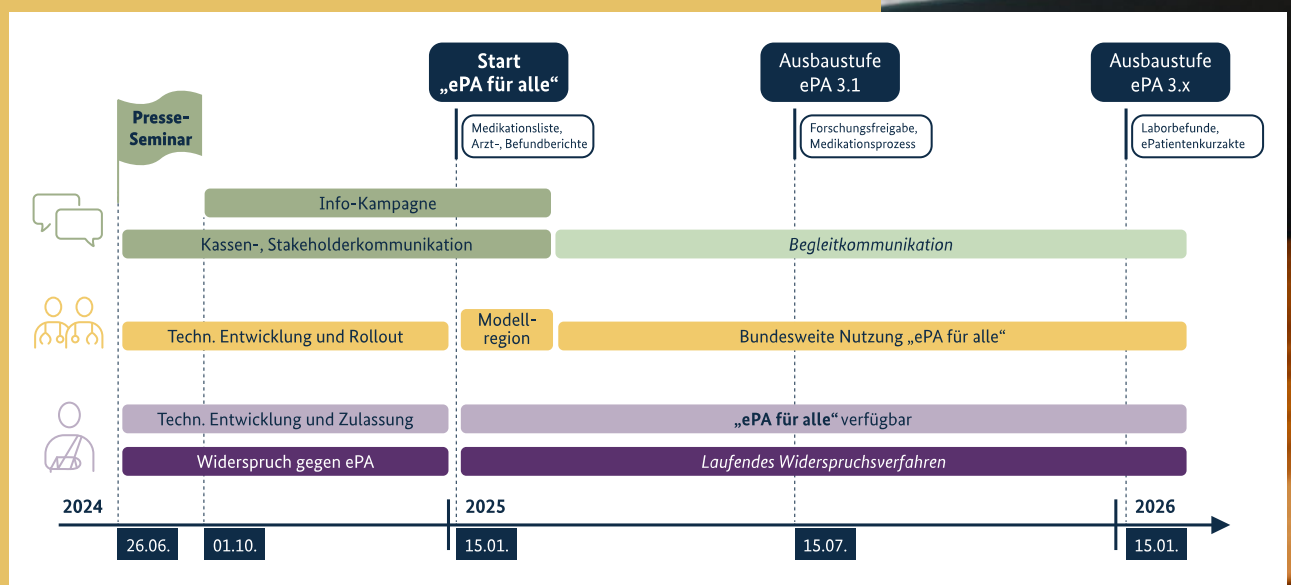 Start
„ePA für alle“
Ausbaustufe
ePA 3.1
Ausbaustufe
ePA 3.x
Presse-
Seminar
Medikationsliste,
Arzt-, Befundberichte
Forschungsfreigabe,
Medikationsprozess
Laborbefunde,
ePatientenkurzakte
Info-Kampagne
Kassen-, Stakeholderkommunikation
Begleitkommunikation
Techn. Entwicklung und Rollout
Modell-
region
Bundesweite Nutzung „ePA für alle“
Techn. Entwicklung und Zulassung
„ePA für alle“ verfügbar
Widerspruch gegen ePA
Laufendes Widerspruchsverfahren
2024
2025
2026
26.06.
01.10.
15.01.
15.07.
15.01.